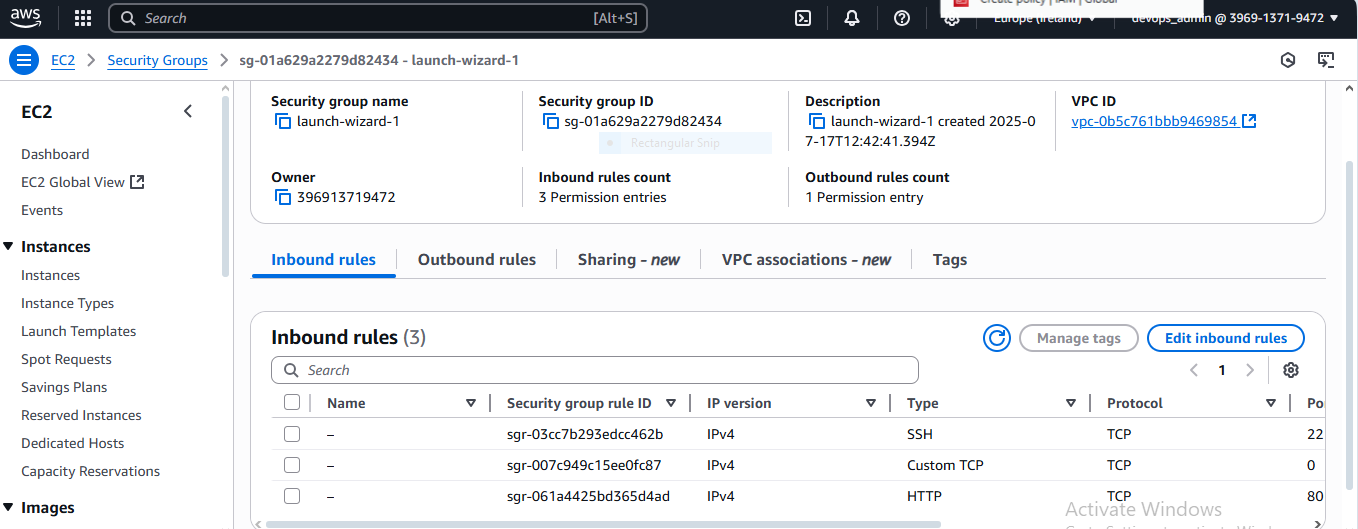 Create policy | IAM | Global
aws Search [Alt+S] Europe (Ireland) devops_admin @ 3969-1371-9472
EC2 > Security Groups > sg-01a629a2279d82434 - launch-wizard-1
EC2
Dashboard
EC2 Global View
Events
Instances
Instances
Instance Types
Launch Templates
Spot Requests
Savings Plans
Reserved Instances
Dedicated Hosts
Capacity Reservations
Images
Security group name
launch-wizard-1
Security group ID
sg-01a629a2279d82434
Rectangular Snip
Description
launch-wizard-1 created 2025-0
7-17T12:42:41.394Z
VPC ID
vpc-0b5c761bbb9469854
Owner
396913719472
Inbound rules count
3 Permission entries
Outbound rules count
1 Permission entry
Inbound rules Outbound rules Sharing - new VPC associations - new Tags
Inbound rules (3) Manage tags Edit inbound rules
Search 1
Name Security group rule ID IP version Type Protocol
– sgr-03cc7b293edcc462b IPv4 SSH TCP 22
– sgr-007c949c15ee0fc87 IPv4 Custom TCP TCP 0
– sgr-061a4425bd365d4ad IPv4 HTTP TCP 80
Activate Windows